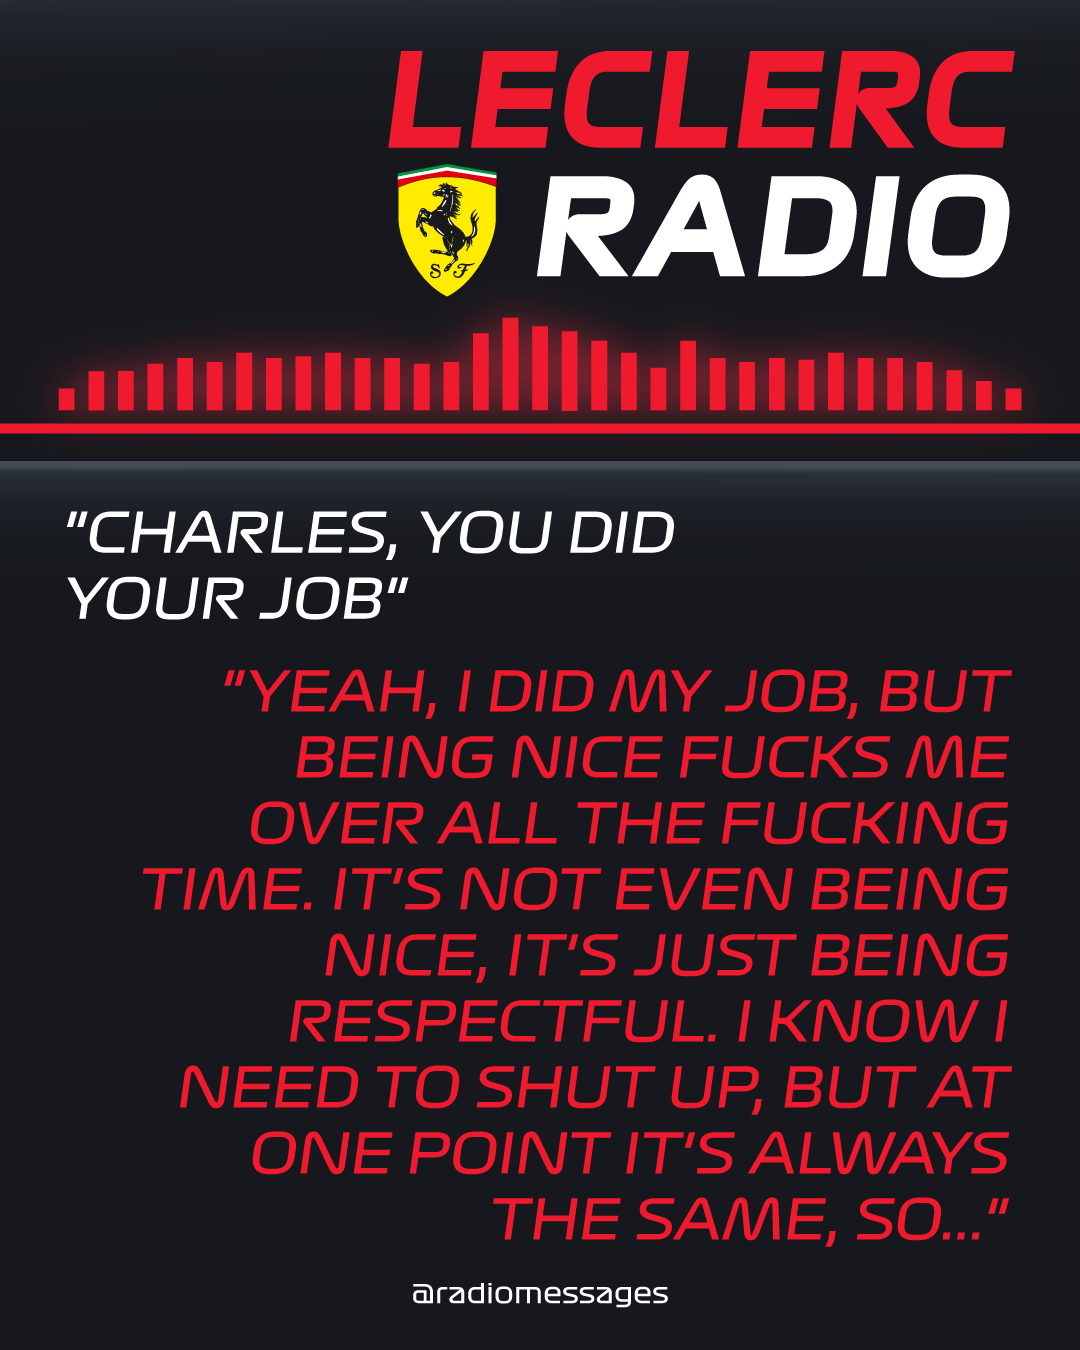 LECLERC
RADIO
S F
"CHARLES, YOU DID
YOUR JOB"
"YEAH, I DID MY JOB, BUT
BEING NICE FUCKS ME
OVER ALL THE FUCKING
TIME. IT'S NOT EVEN BEING
NICE, IT'S JUST BEING
RESPECTFUL. I KNOW I
NEED TO SHUT UP, BUT AT
ONE POINT IT'S ALWAYS
THE SAME, SO..."
@radiomessages